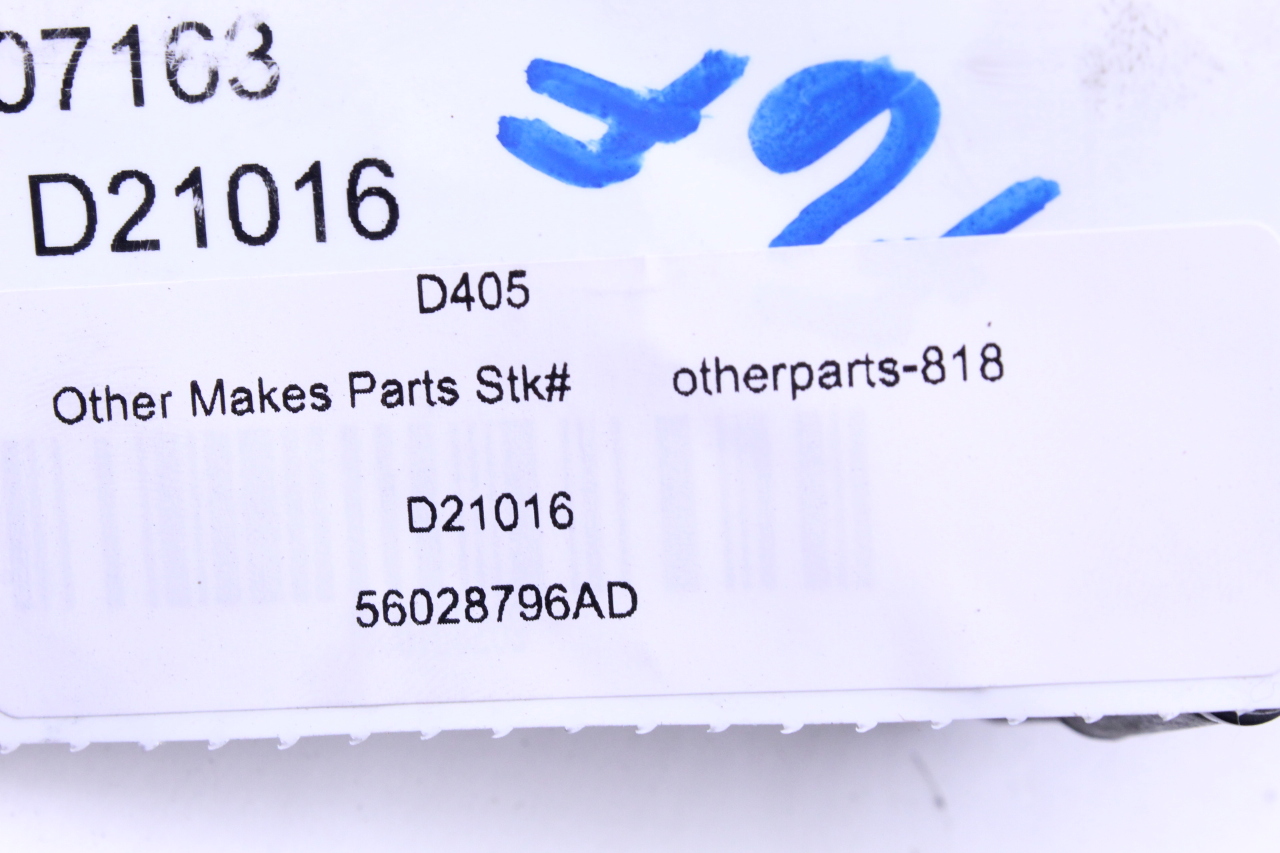 07163
D21016
D405
Other Makes Parts Stk# otherparts-818
D21016
56028796AD